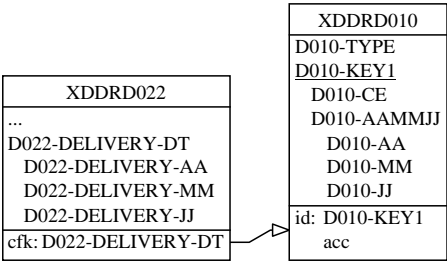 XDDRD022
...
D022-DELIVERY-DT
D022-DELIVERY-AA
D022-DELIVERY-MM
D022-DELIVERY-JJ
cfk: D022-DELIVERY-DT
XDDRD010
D010-TYPE
D010-KEY1
D010-CE
D010-AAMMJJ
D010-AA
D010-MM
D010-JJ
id: D010-KEY1
acc